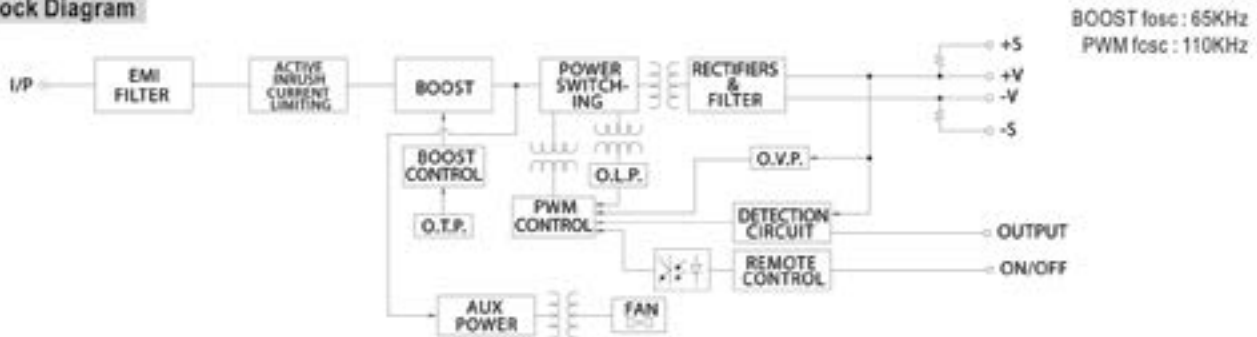 ock Diagram
BOOST fosc : 65KHz
PWM fosc : 110KHz
I/P
EMI
FILTER
ACTIVE
INRUSH
CURRENT
LIMITING
BOOST
POWER
SWITCH-
ING
RECTIFIERS
&
FILTER
+S
+V
-V
-S
BOOST
CONTROL
O.T.P.
O.L.P.
O.V.P.
PWM
CONTROL
DETECTION
CIRCUIT
OUTPUT
REMOTE
CONTROL
ON/OFF
AUX
POWER
FAN